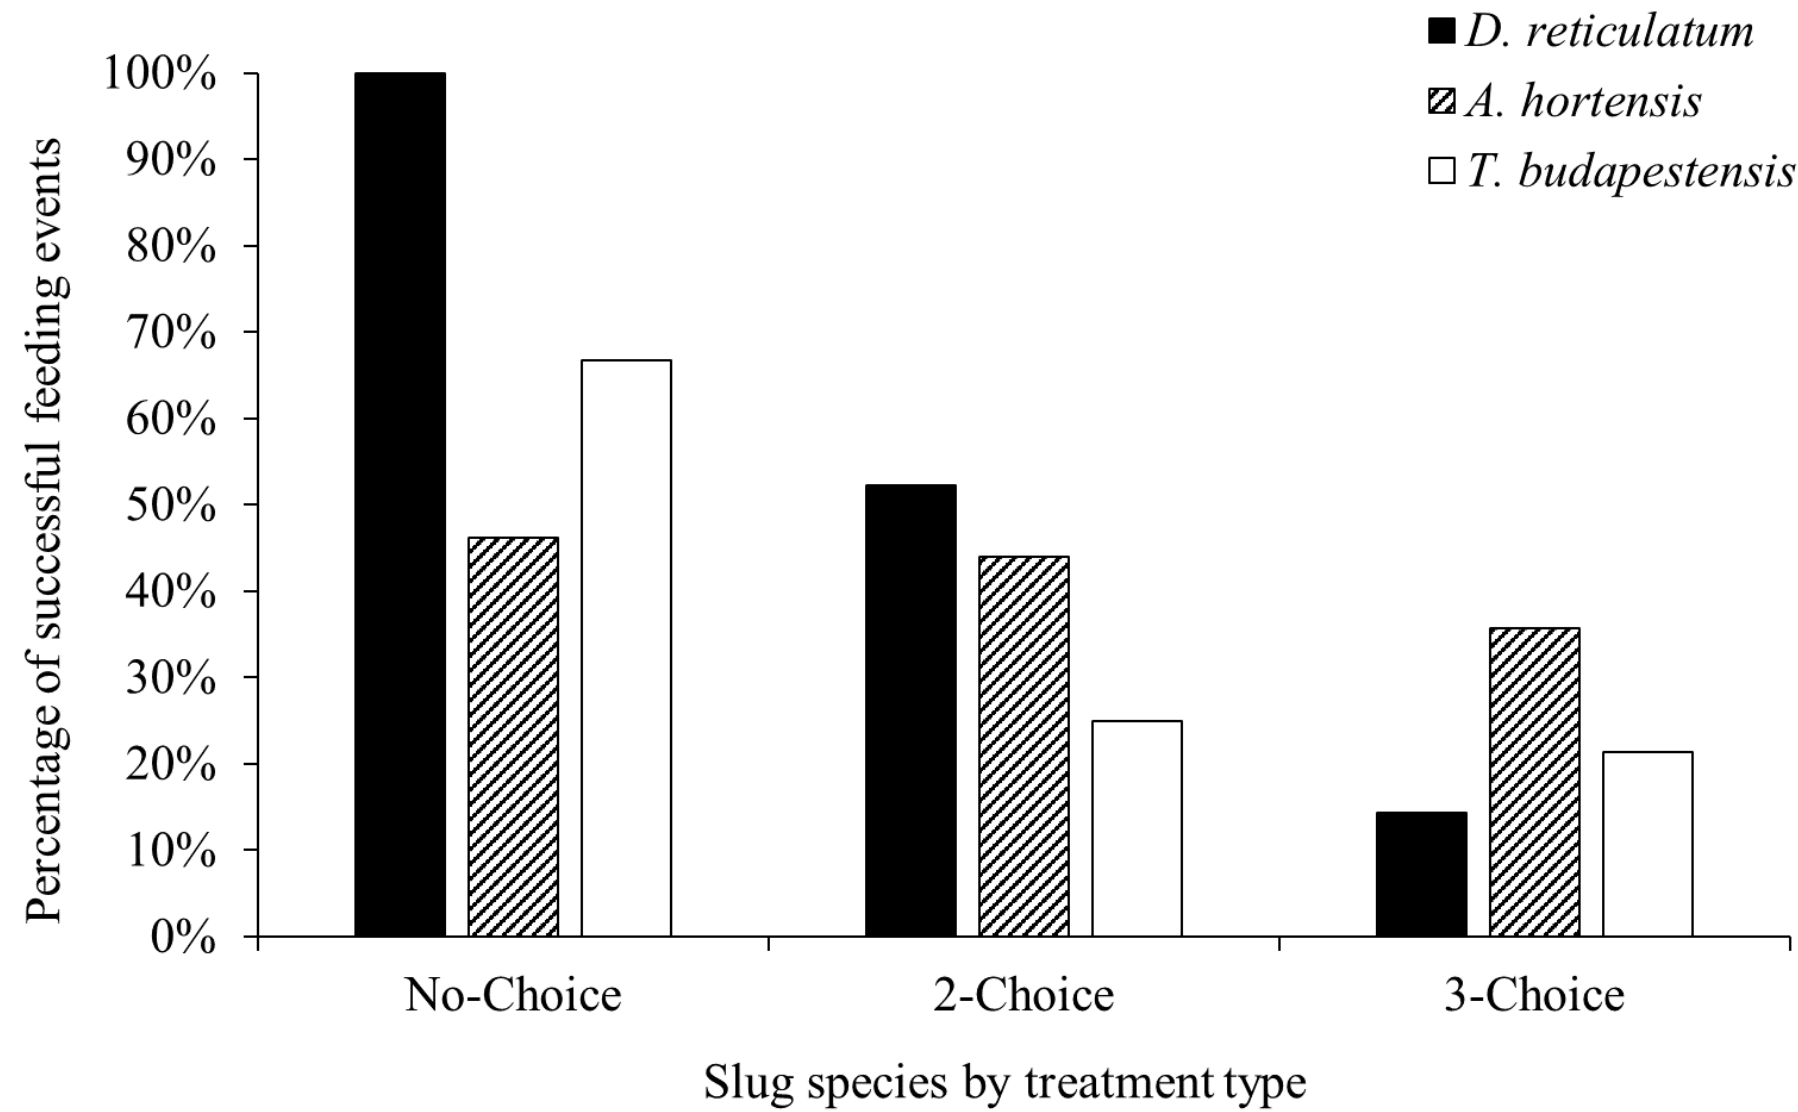 D. reticulatum
A. hortensis
T. budapestensis
Percentage of successful feeding events
100%
90%
80%
70%
60%
50%
40%
30%
20%
10%
0%
No-Choice
2-Choice
3-Choice
Slug species by treatment type